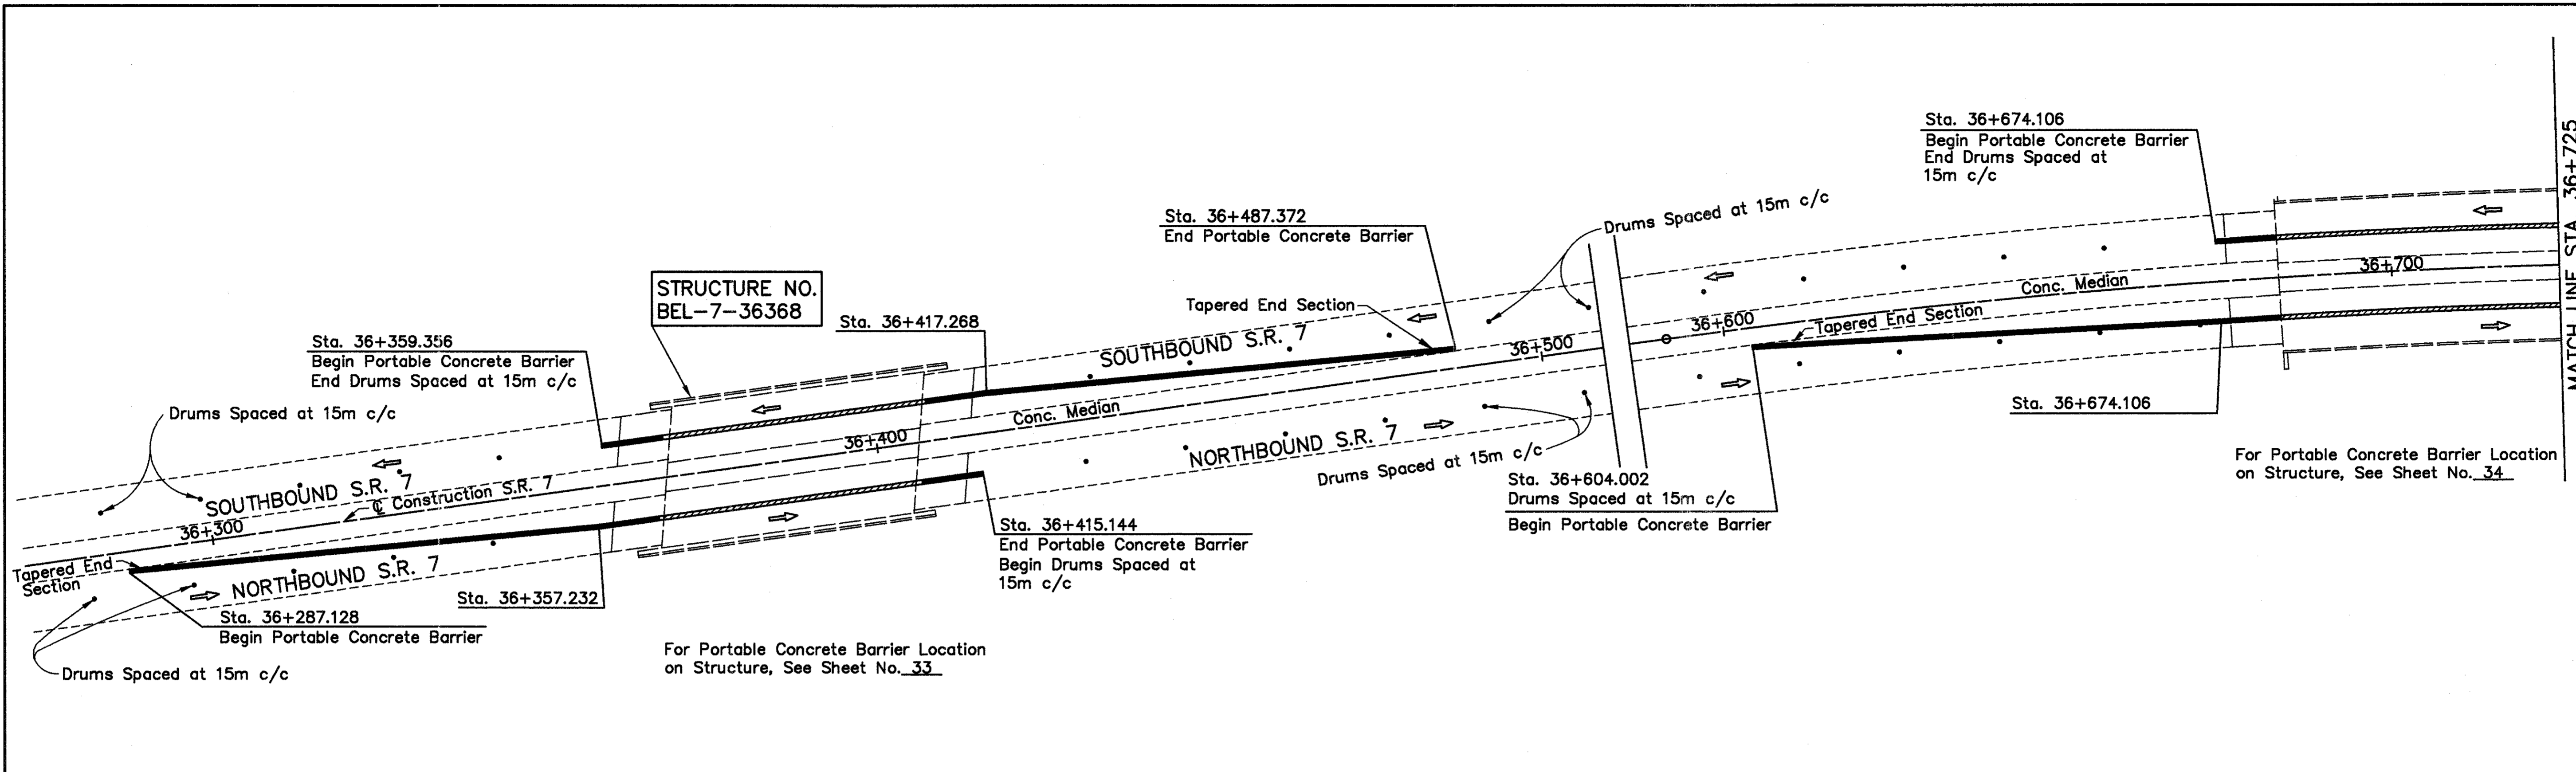 Sta. 36+674.106
Begin Portable Concrete Barrier
End Drums Spaced at
15m c/c
MATCH LINE STA. 36+725
Drums Spaced at 15m c/c
Sta. 36+487.372
End Portable Concrete Barrier
Tapered End Section
STRUCTURE NO.
BEL-7-36368
Sta. 36+417.268
Sta. 36+359.356
Begin Portable Concrete Barrier
End Drums Spaced at 15m c/c
Drums Spaced at 15m c/c
36+700
Conc. Median
36+600
Tapered End Section
SOUTHBOUND S.R. 7
36+500
Conc. Median
36+400
NORTHBOUND S.R. 7
Drums Spaced at 15m c/c
Sta. 36+674.106
For Portable Concrete Barrier Location
on Structure, See Sheet No. 34
Sta. 36+604.002
Drums Spaced at 15m c/c
Begin Portable Concrete Barrier
SOUTHBOUND S.R. 7
℄ Construction S.R. 7
36+300
Tapered End
Section
NORTHBOUND S.R. 7
Sta. 36+415.144
End Portable Concrete Barrier
Begin Drums Spaced at
15m c/c
Sta. 36+357.232
Sta. 36+287.128
Begin Portable Concrete Barrier
Drums Spaced at 15m c/c
For Portable Concrete Barrier Location
on Structure, See Sheet No. 33